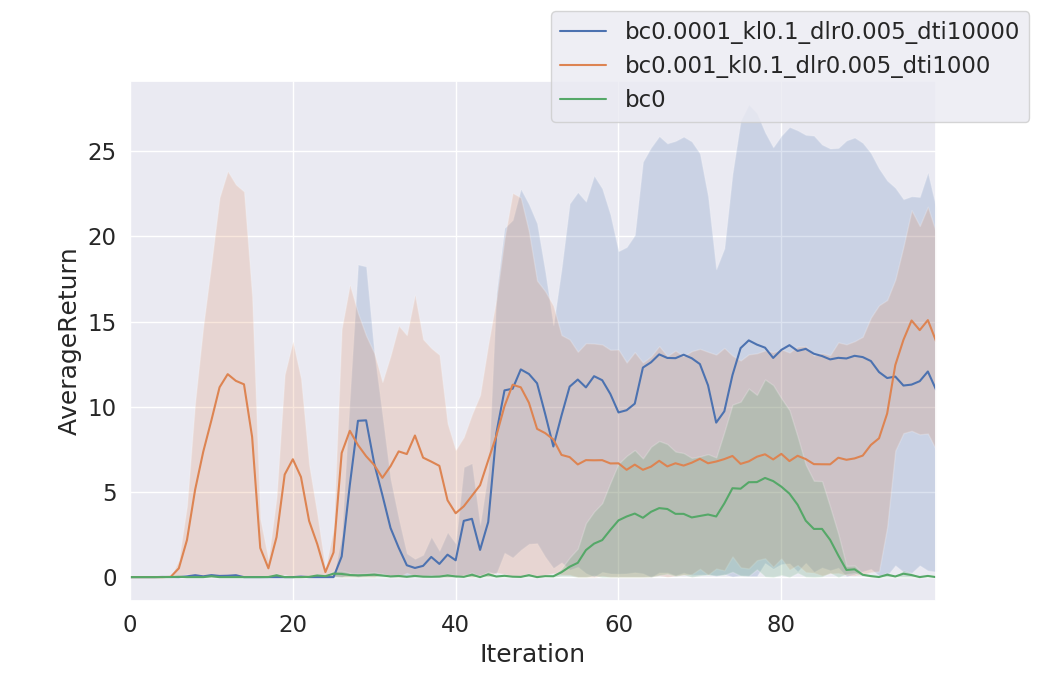 bc0.0001_kl0.1_dlr0.005_dti10000
bc0.001_kl0.1_dlr0.005_dti1000
bc0
25
20
15
10
5
0
AverageReturn
0 20 40 60 80
Iteration